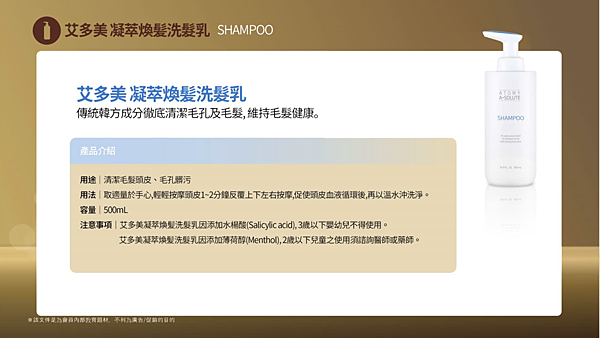 艾多美 凝萃煥髮洗髮乳 SHAMPOO
艾多美 凝萃煥髮洗髮乳
傳統韓方成分徹底清潔毛孔及毛髮, 維持毛髮健康。
產品介紹
用途｜清潔毛髮頭皮、毛孔髒污
用法｜取適量於手心,輕輕按摩頭皮1~2分鐘反覆上下左右按摩,促使頭皮血液循環後,再以溫水沖洗淨。
容量｜500mL
注意事項｜艾多美凝萃煥髮洗髮乳因添加水楊酸(Salicylic acid), 3歲以下嬰幼兒不得使用。
艾多美凝萃煥髮洗髮乳因添加薄荷醇(Menthol), 2歲以下兒童之使用須諮詢醫師或藥師。
ATOMY
A-SOLUTE
SHAMPOO
※該文件是為會員內部教育題材，不利為廣告/促銷的目的